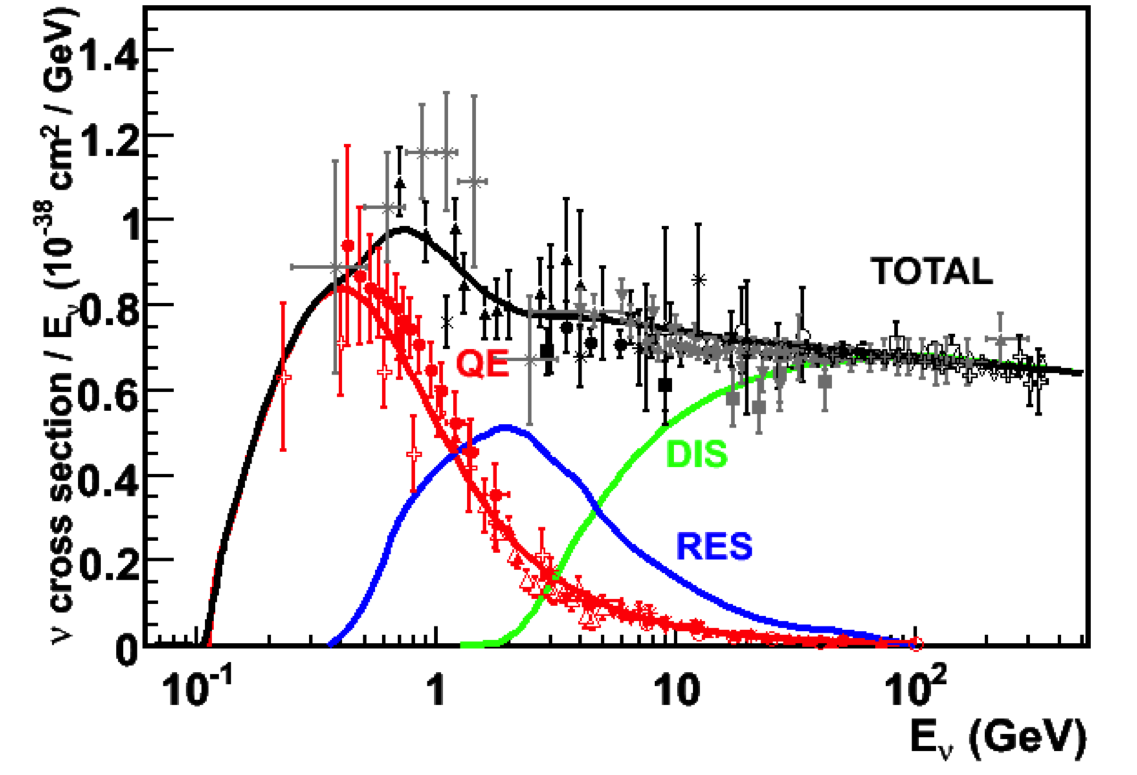 ν cross section / Eν (10⁻³⁸ cm² / GeV)
1.4
1.2
1
0.8
0.6
0.4
0.2
0
TOTAL
QE
DIS
RES
10⁻¹
1
10
10²
Eν (GeV)